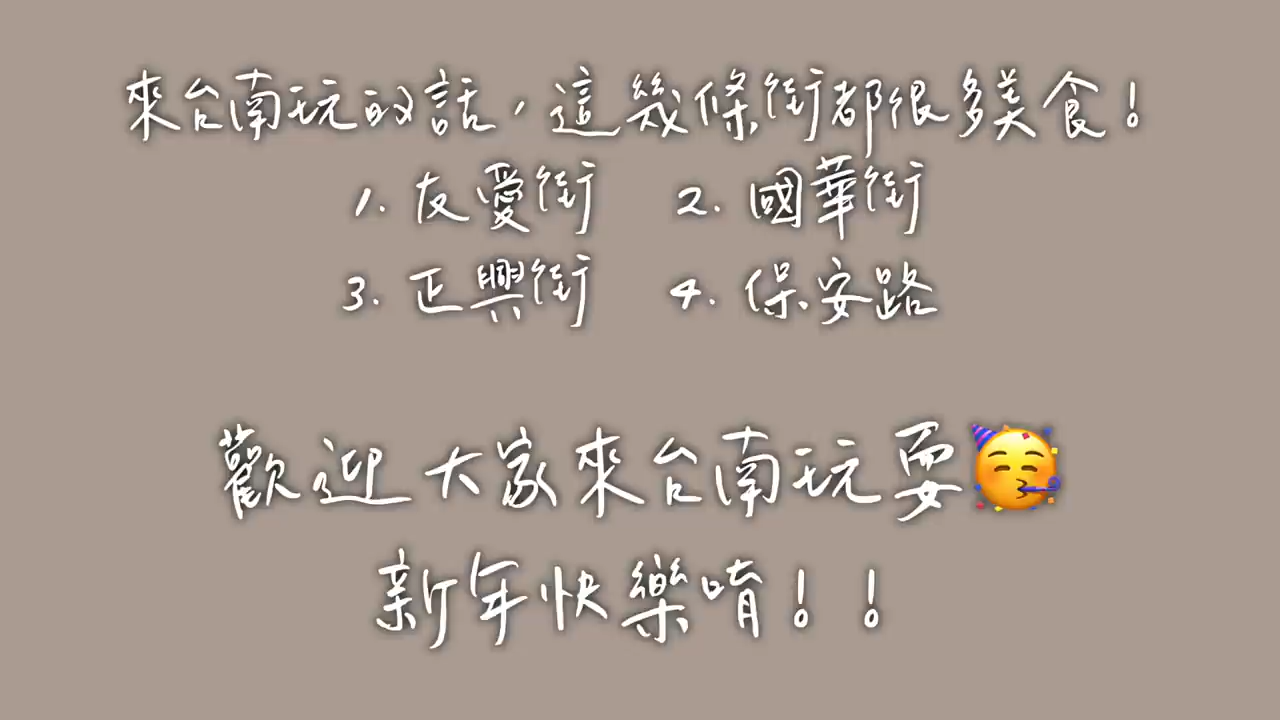 來台南玩的話,這幾條街都很多美食!
1. 友愛街 2. 國華街
3. 正興街 4. 保安路
歡迎大家來台南玩耍🥳
新年快樂唷!!